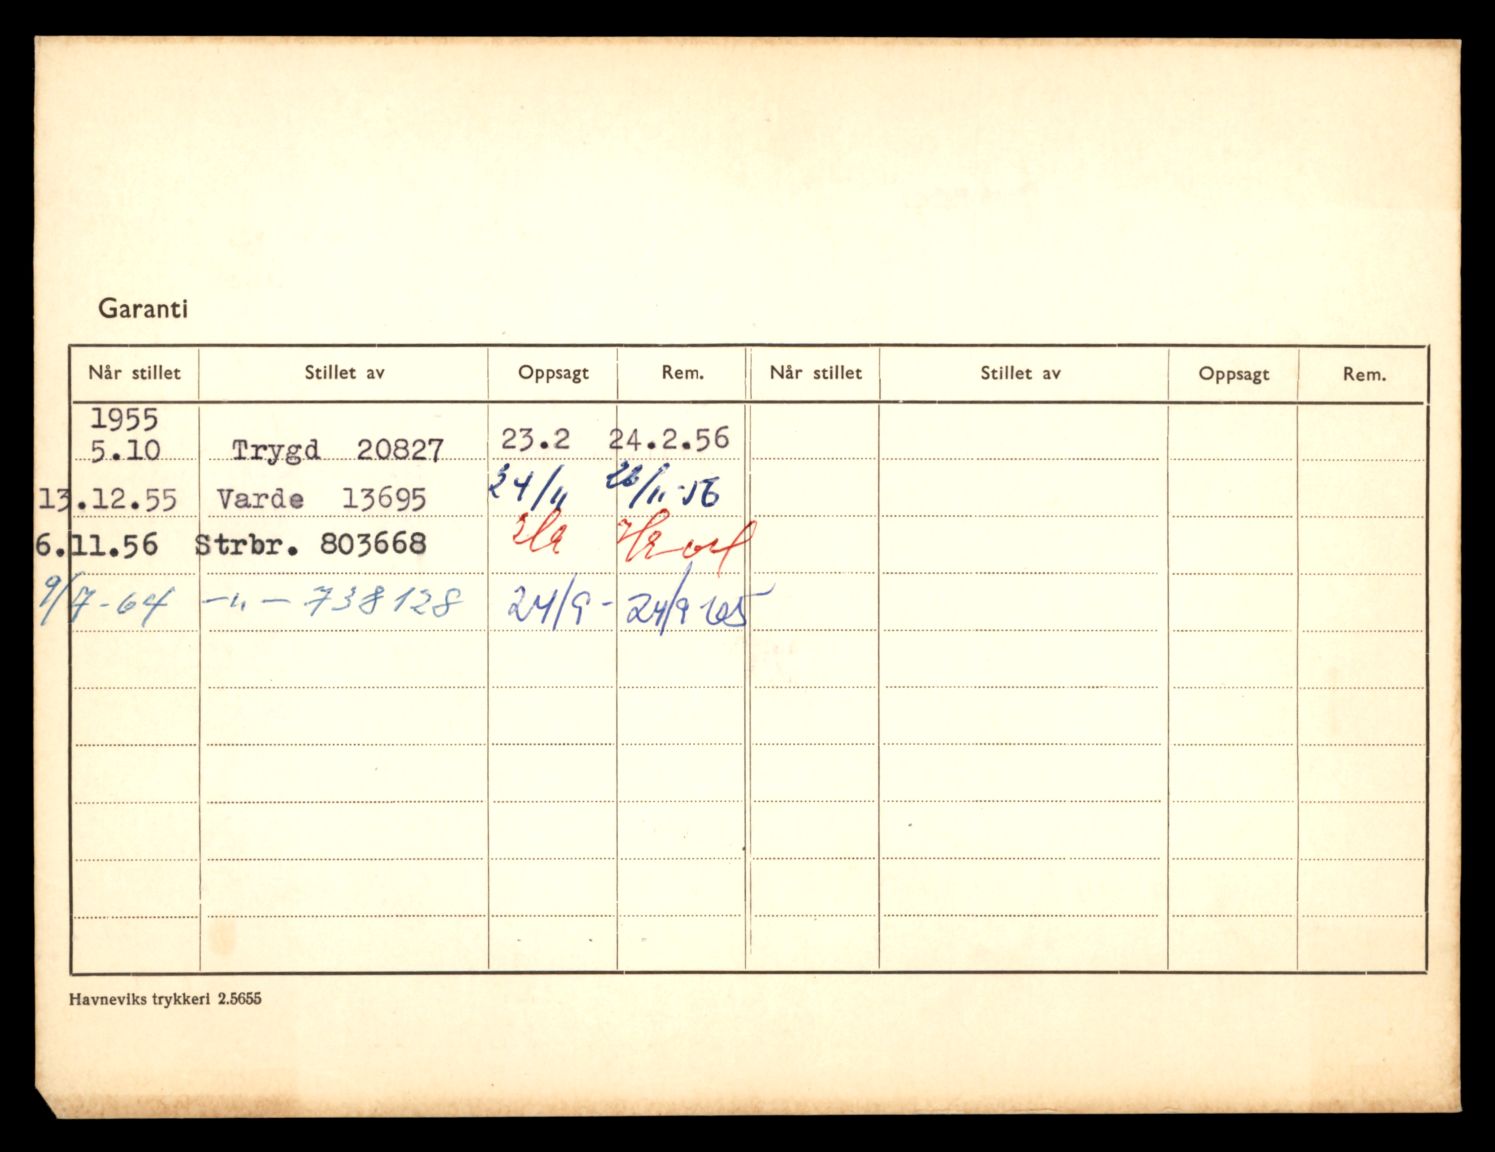 Garanti
Når stillet Stillet av Oppsagt Rem. Når stillet Stillet av Oppsagt Rem.
1955
5.10 Trygd 20827 23.2 24.2.56
13.12.55 Varde 13695 24/11 26/11-56
6.11.56 Strbr. 803668
9/7-64 -"- 738128 24/9- 24/9-65
Havneviks trykkeri 2.5655